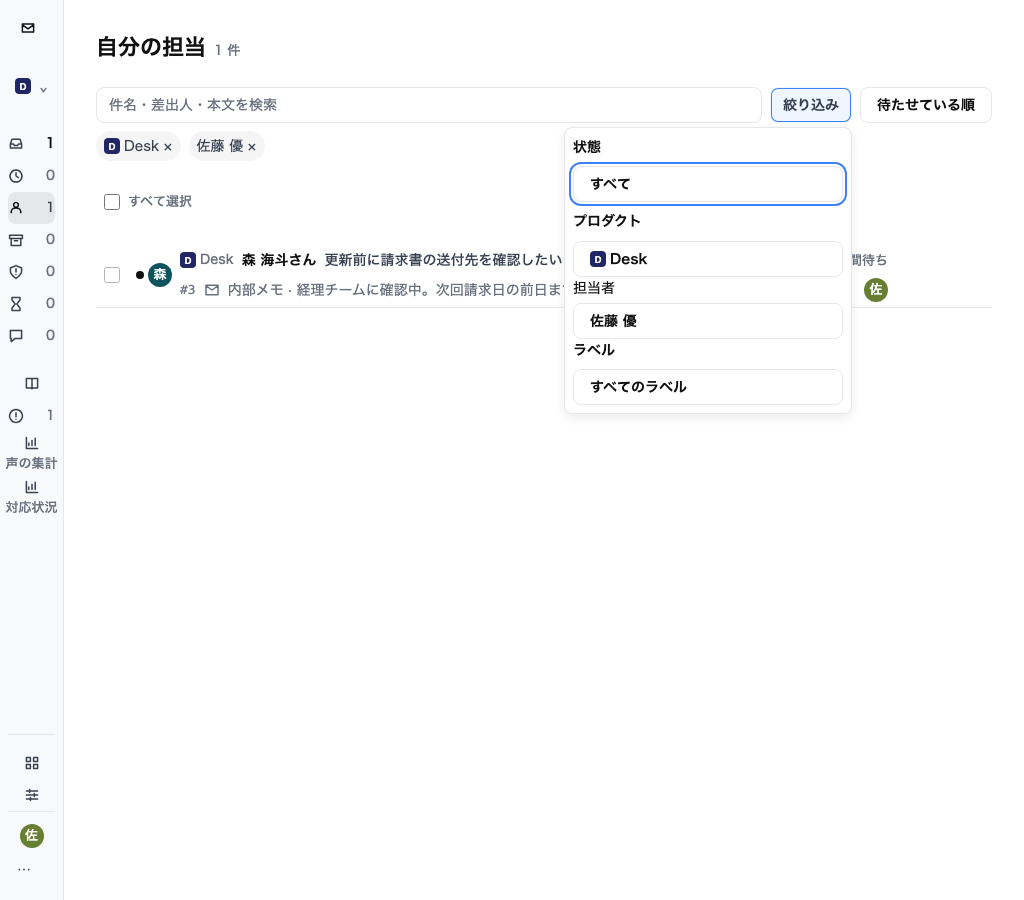 自分の担当 1 件
D
件名・差出人・本文を検索
絞り込み
待たせている順
D Desk ×
佐藤 優 ×
1
0
1
0
0
0
0
1
声の集計
対応状況
佐
…
すべて選択
D Desk 森 海斗さん 更新前に請求書の送付先を確認したい
間待ち
森
#3 内部メモ · 経理チームに確認中。次回請求日の前日ま
佐
状態
すべて
プロダクト
D Desk
担当者
佐藤 優
ラベル
すべてのラベル